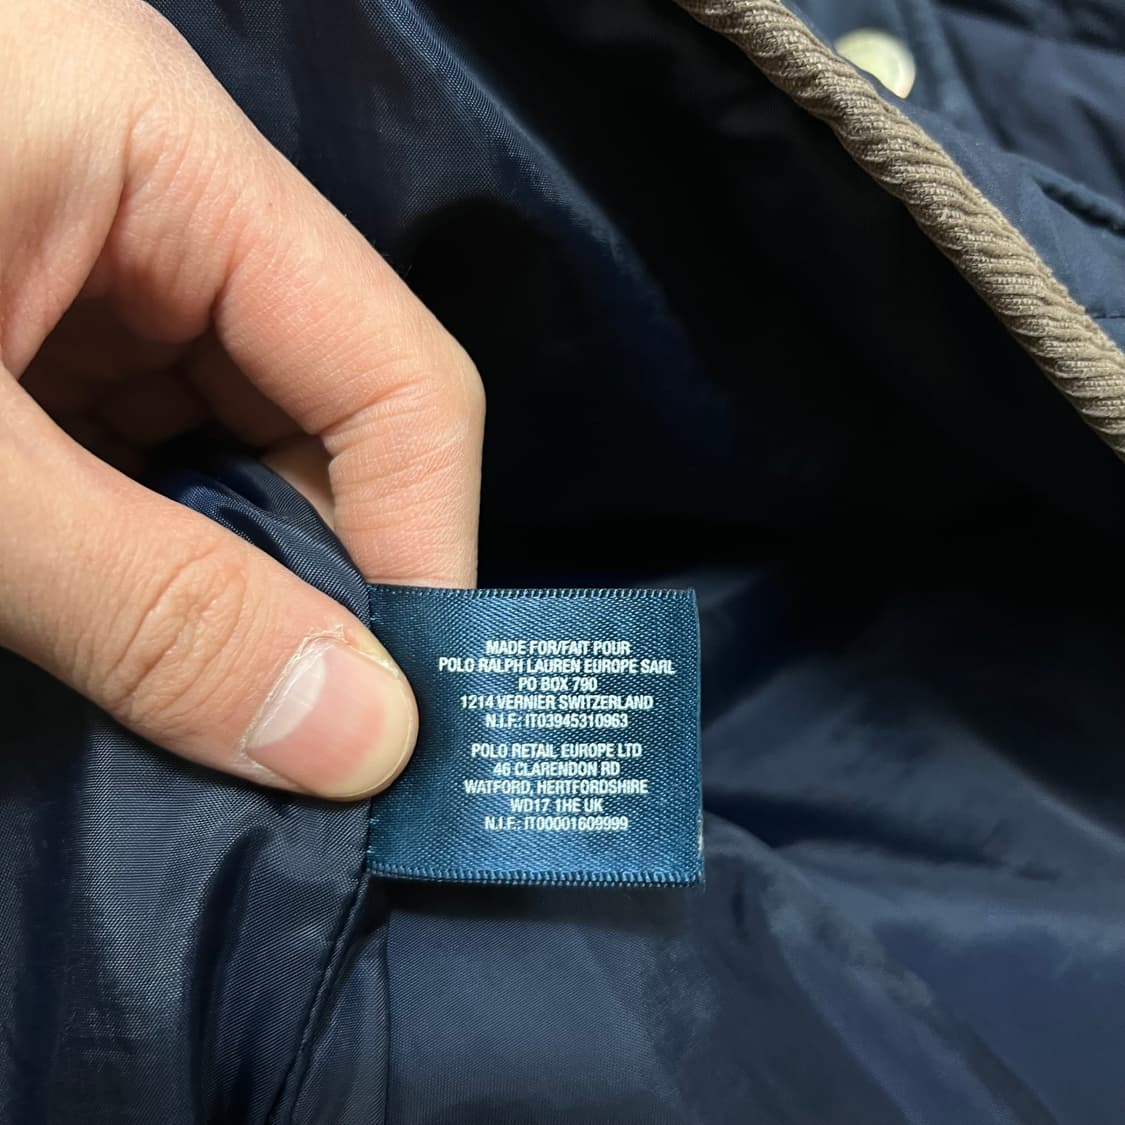 MADE FOR/FAIT POUR
POLO RALPH LAUREN EUROPE SARL
PO BOX 790
1214 VERNIER SWITZERLAND
N.I.F.: IT03945310963
POLO RETAIL EUROPE LTD
46 CLARENDON RD
WATFORD, HERTFORDSHIRE
WD17 1HE UK
N.I.F.: IT00001609999